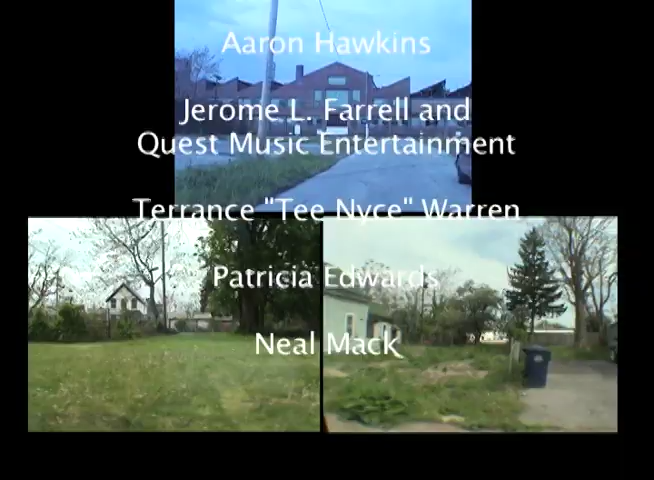 Aaron Hawkins
Jerome L. Farrell and
Quest Music Entertainment
Terrance "Tee Nyce" Warren
Patricia Edwards
Neal Mack